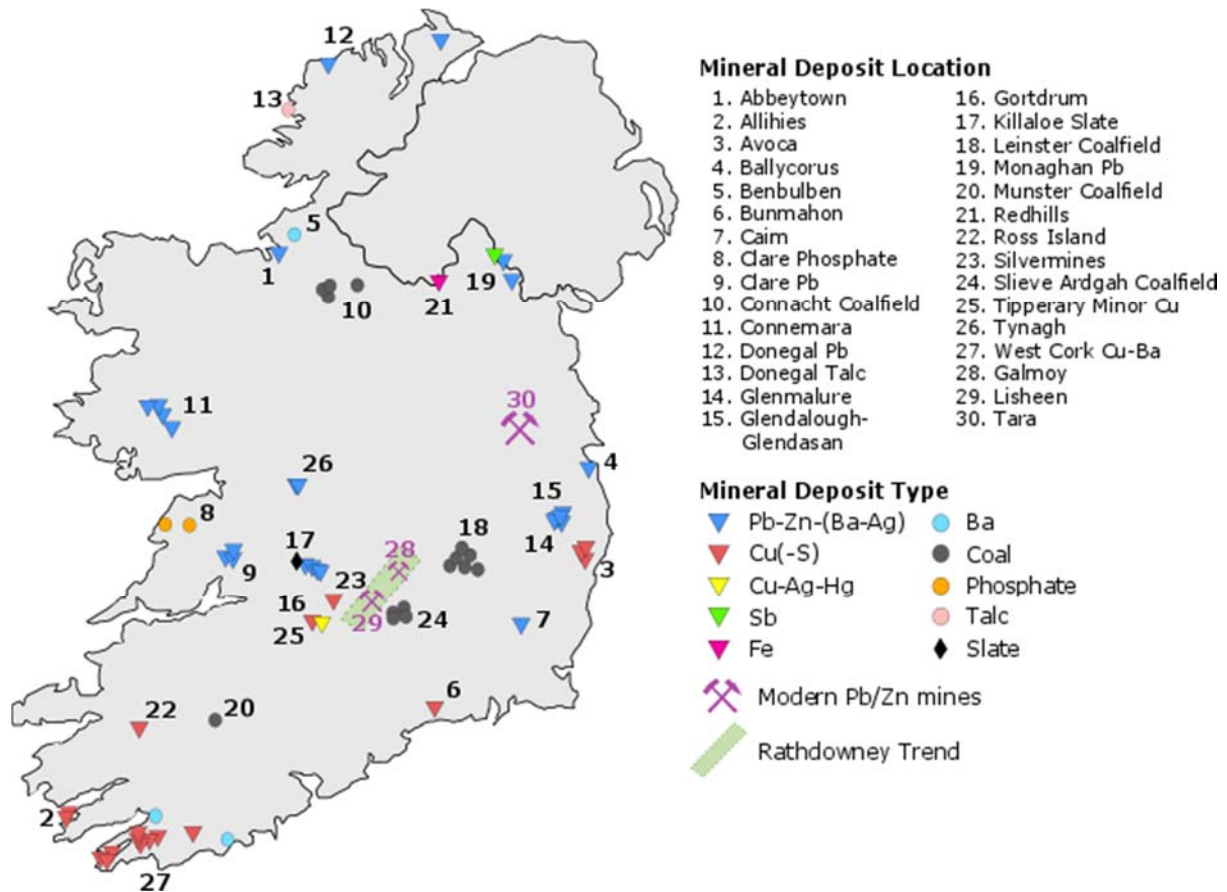 12
13
5
1
10
21
19
11
30
26
4
15
8
17
18
14
28
9
23
3
16
29
24
7
25
6
22
20
2
27
Mineral Deposit Location
1. Abbeytown
2. Allihies
3. Avoca
4. Ballycorus
5. Benbulben
6. Bunmahon
7. Caim
8. Clare Phosphate
9. Clare Pb
10. Connacht Coalfield
11. Connemara
12. Donegal Pb
13. Donegal Talc
14. Glenmalure
15. Glendalough-
Glendasan
16. Gortdrum
17. Killaloe Slate
18. Leinster Coalfield
19. Monaghan Pb
20. Munster Coalfield
21. Redhills
22. Ross Island
23. Silvermines
24. Slieve Ardgah Coalfield
25. Tipperary Minor Cu
26. Tynagh
27. West Cork Cu-Ba
28. Galmoy
29. Lisheen
30. Tara
Mineral Deposit Type
Pb-Zn-(Ba-Ag)
Cu(-S)
Cu-Ag-Hg
Sb
Fe
Ba
Coal
Phosphate
Talc
Slate
Modern Pb/Zn mines
Rathdowney Trend